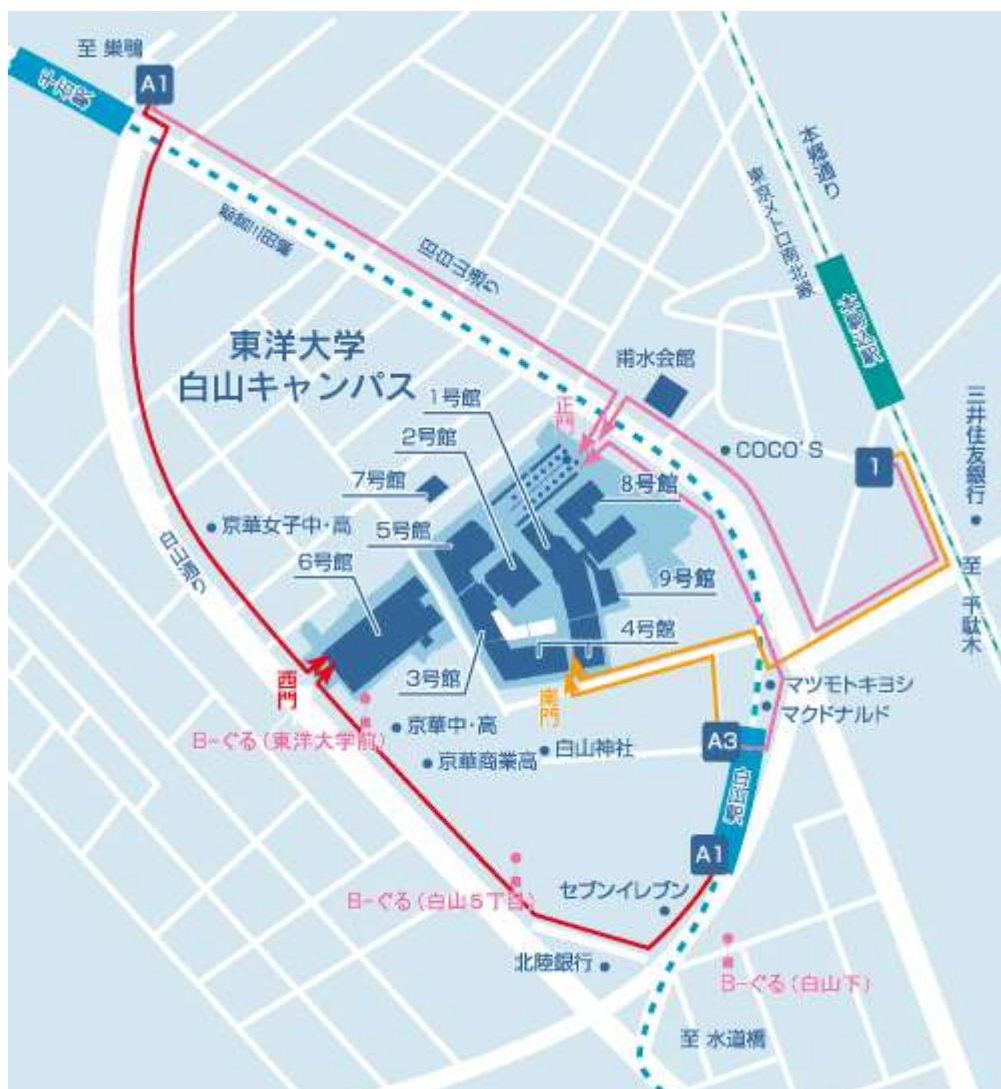 至 巣鴨
A1
千石駅
本郷通り
東京メトロ南北線
都営三田線
旧白山通り
本駒込駅
東洋大学
白山キャンパス
甫水会館
1号館
正門
三井住友銀行
2号館
COCO'S
1
7号館
8号館
京華女子中・高
5号館
白山通り
6号館
至 千駄木
9号館
4号館
3号館
西門
南門
マツモトキヨシ
マクドナルド
B-ぐる(東洋大学前)
京華中・高
京華商業高
白山神社
A3
白山駅
A1
セブンイレブン
B-ぐる(白山5丁目)
北陸銀行
B-ぐる(白山下)
至 水道橋